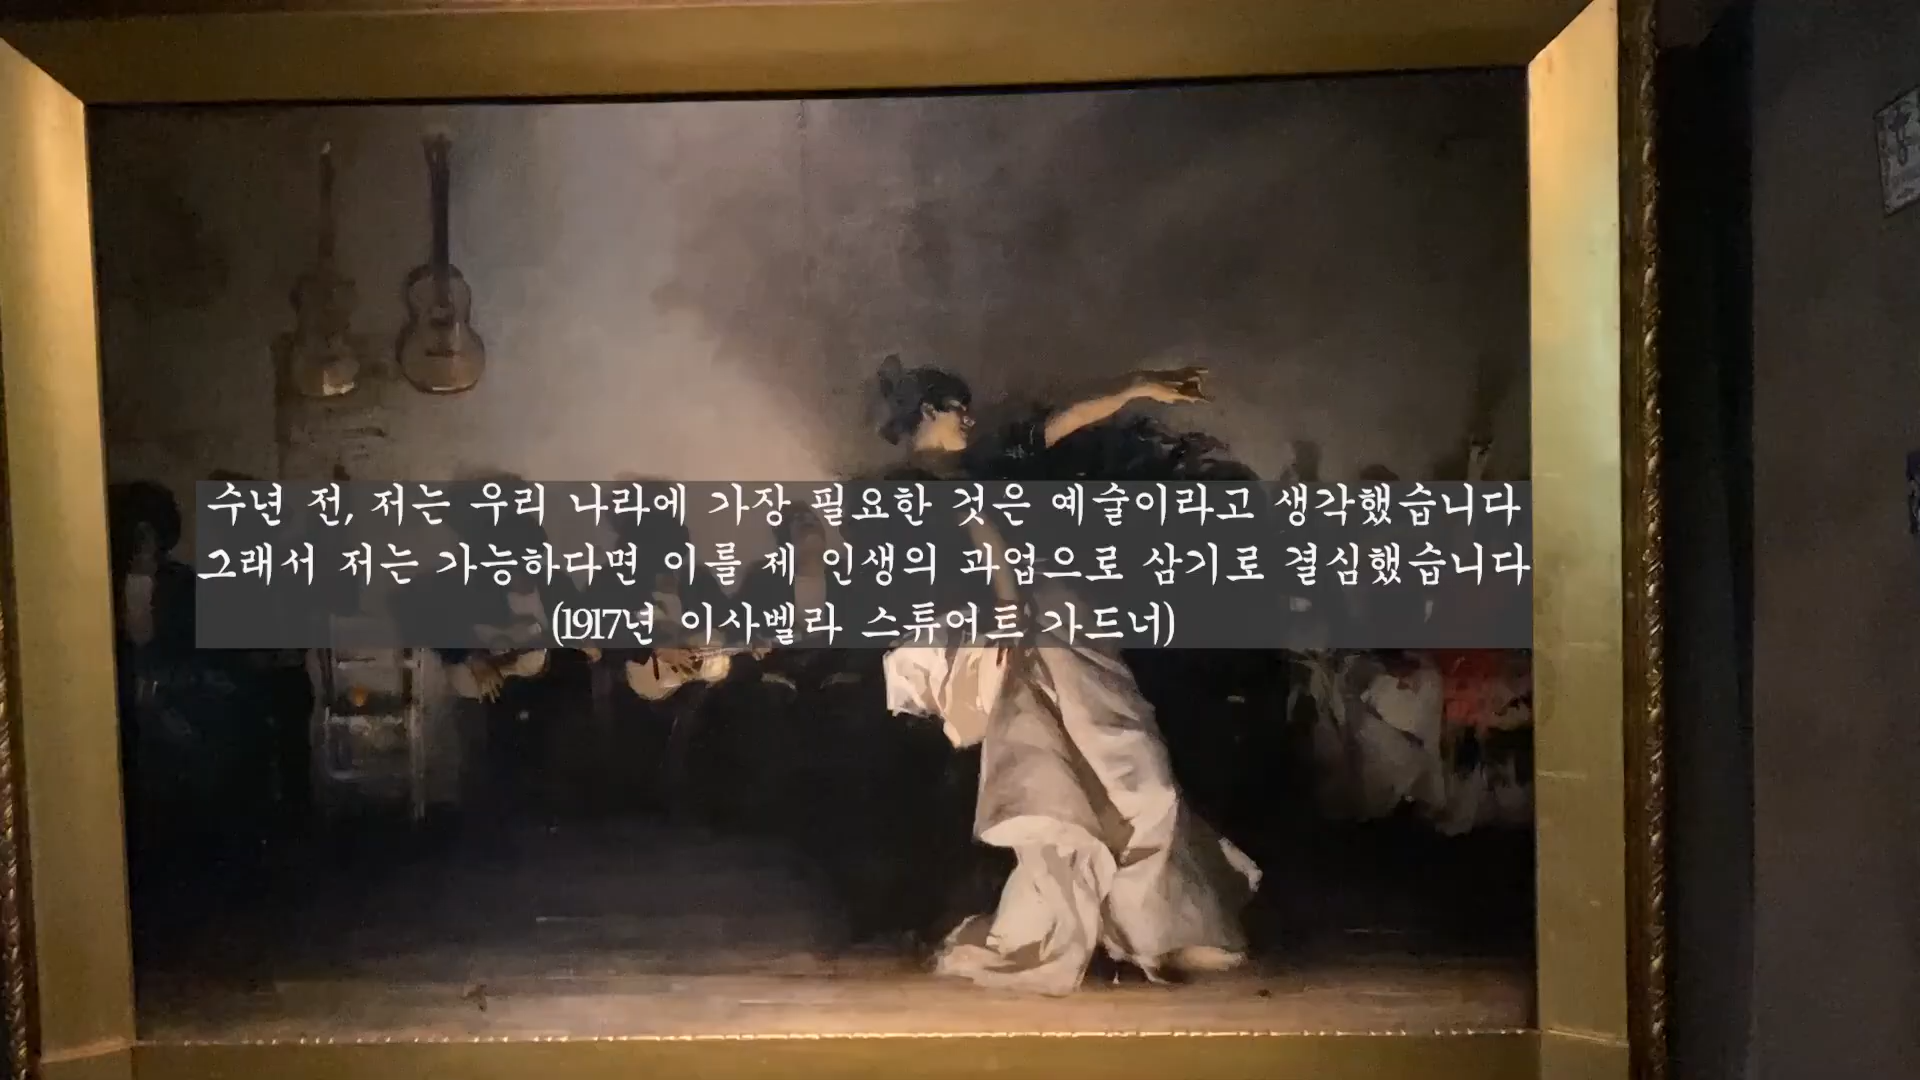 수년 전, 저는 우리 나라에 가장 필요한 것은 예술이라고 생각했습니다
그래서 저는 가능하다면 이를 제 인생의 과업으로 삼기로 결심했습니다
(1917년 이사벨라 스튜어트 가드너)